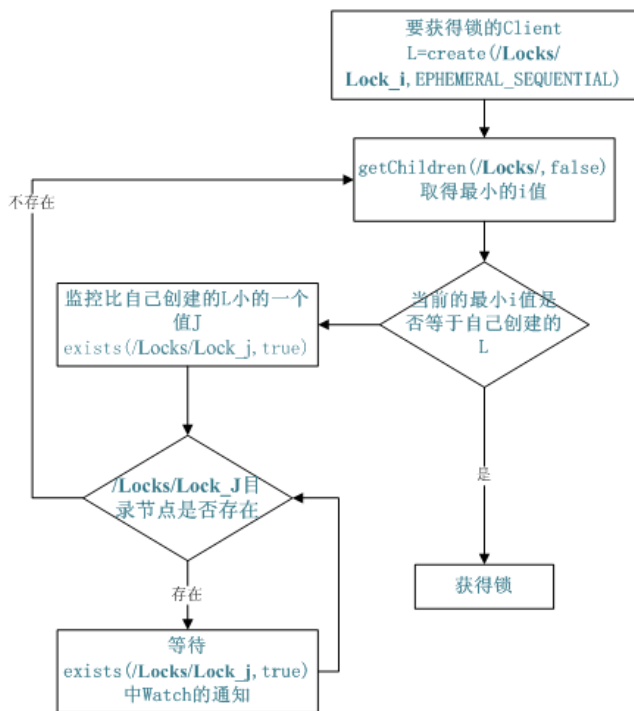 要获得锁的Client
L=create(/Locks/
Lock_i,EPHEMERAL_SEQUENTIAL)
getChildren(/Locks/,false)
取得最小的i值
不存在
当前的最小i值是
否等于自己创建的
L
监控比自己创建的L小的一个
值J
exists(/Locks/Lock_j,true)
/Locks/Lock_J目
录节点是否存在
是
存在
获得锁
等待
exists(/Locks/Lock_j,true)
中Watch的通知